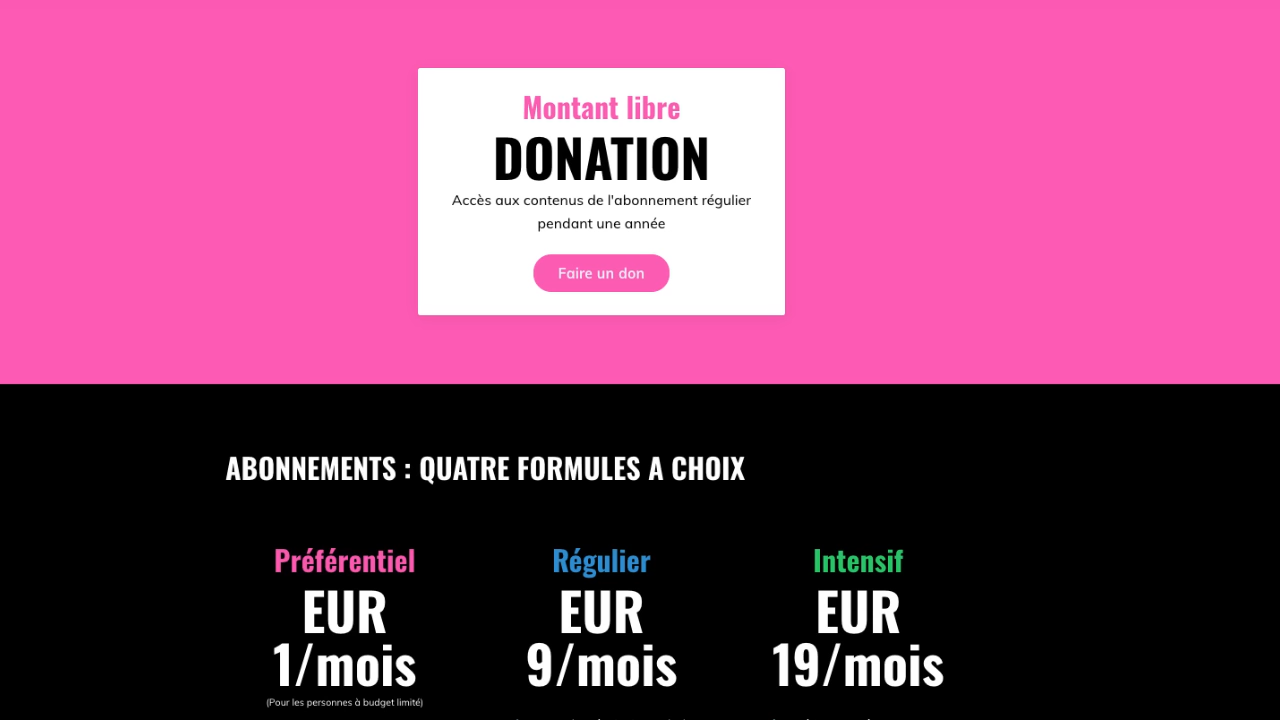 Montant libre
DONATION
Accès aux contenus de l'abonnement régulier
pendant une année
Faire un don
ABONNEMENTS : QUATRE FORMULES A CHOIX
Préférentiel
EUR
1/mois
(Pour les personnes à budget limité)
Régulier
EUR
9/mois
Intensif
EUR
19/mois